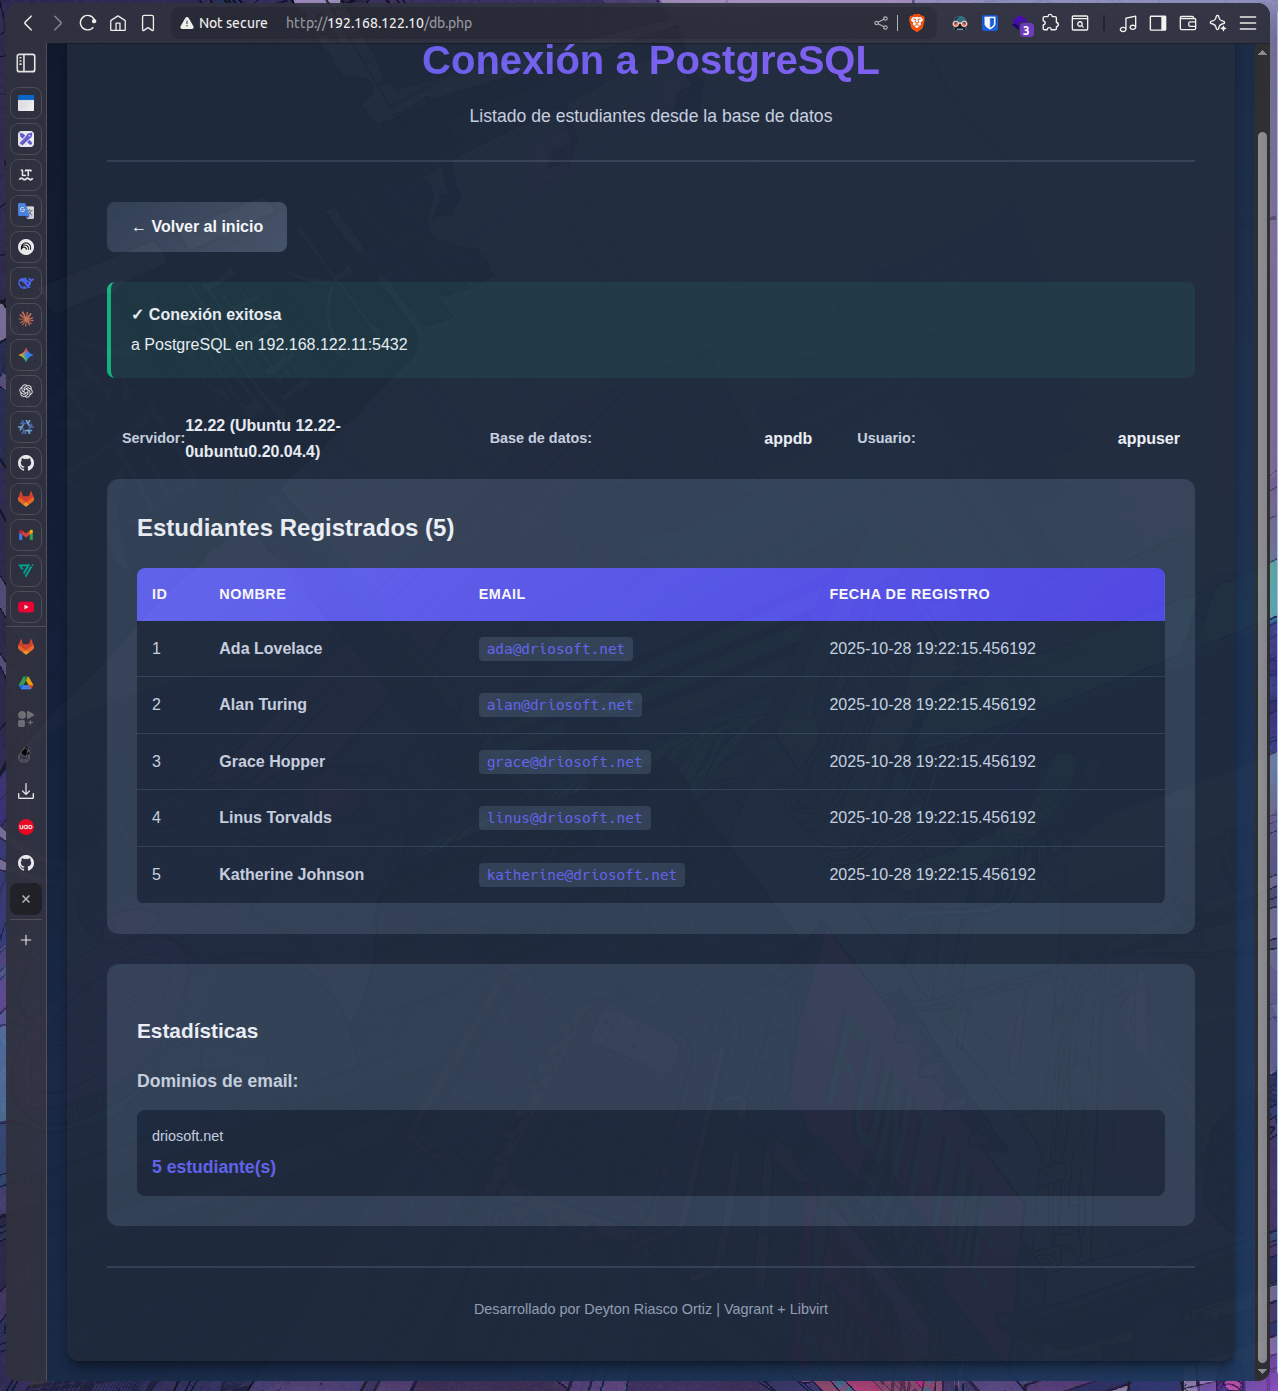 Not secure
http://192.168.122.10/db.php
3
Conexión a PostgreSQL
Listado de estudiantes desde la base de datos
← Volver al inicio
✓ Conexión exitosa
a PostgreSQL en 192.168.122.11:5432
Servidor: 12.22 (Ubuntu 12.22-
0ubuntu0.20.04.4)
Base de datos: appdb
Usuario: appuser
Estudiantes Registrados (5)
ID NOMBRE EMAIL FECHA DE REGISTRO
1 Ada Lovelace ada@driosoft.net 2025-10-28 19:22:15.456192
2 Alan Turing alan@driosoft.net 2025-10-28 19:22:15.456192
3 Grace Hopper grace@driosoft.net 2025-10-28 19:22:15.456192
4 Linus Torvalds linus@driosoft.net 2025-10-28 19:22:15.456192
5 Katherine Johnson katherine@driosoft.net 2025-10-28 19:22:15.456192
Estadísticas
Dominios de email:
driosoft.net
5 estudiante(s)
Desarrollado por Deyton Riasco Ortiz | Vagrant + Libvirt